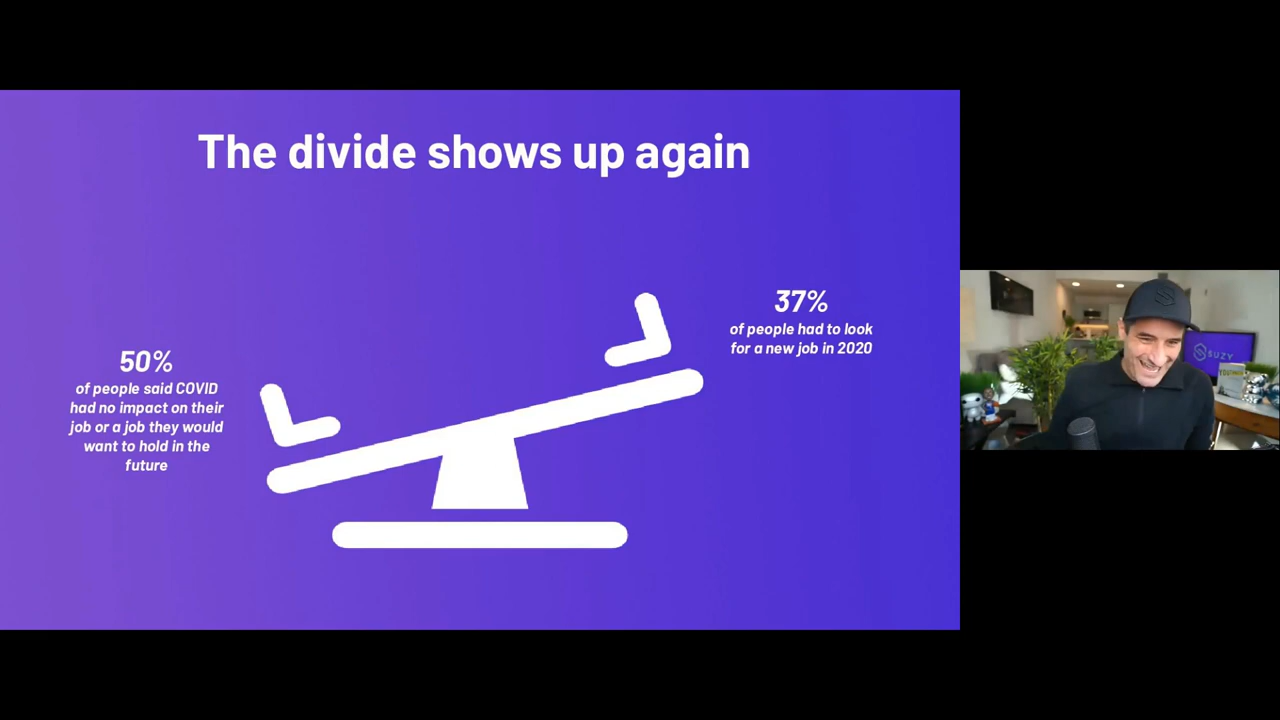 The divide shows up again
37%
of people had to look
for a new job in 2020
50%
of people said COVID
had no impact on their
job or a job they would
want to hold in the
future
SUZY